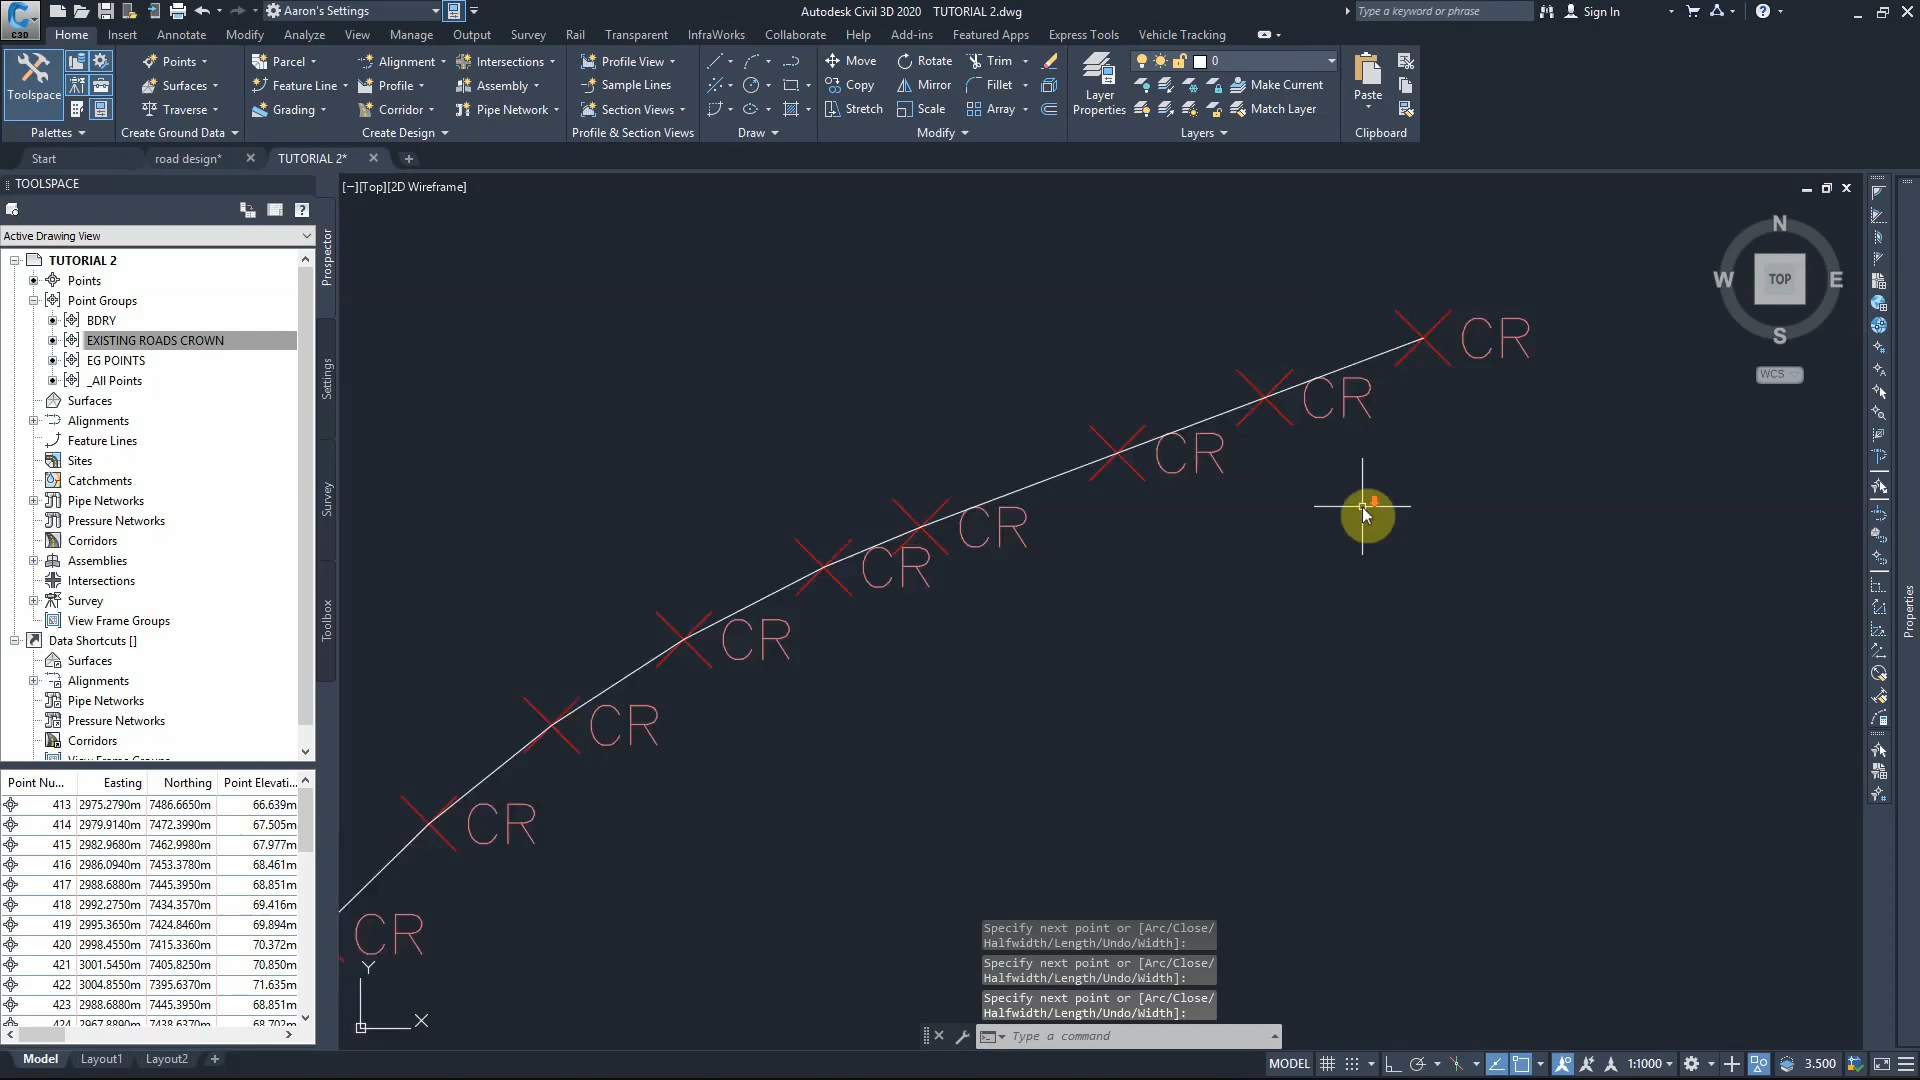 C3D
Aaron's Settings
Autodesk Civil 3D 2020 TUTORIAL 2.dwg
Type a keyword or phrase
Sign In
Home Insert Annotate Modify Analyze View Manage Output Survey Rail Transparent InfraWorks Collaborate Help Add-ins Featured Apps Express Tools Vehicle Tracking
Toolspace
Points
Surfaces
Traverse
Parcel
Feature Line
Grading
Alignment
Profile
Corridor
Intersections
Assembly
Pipe Network
Profile View
Sample Lines
Section Views
Move
Copy
Stretch
Rotate
Mirror
Scale
Trim
Fillet
Array
Layer
Properties
0
Make Current
Match Layer
Paste
Palettes Create Ground Data Create Design Profile & Section Views Draw Modify Layers Clipboard
Start road design* TUTORIAL 2*
TOOLSPACE
[−][Top][2D Wireframe]
Active Drawing View
TUTORIAL 2
Points
Point Groups
BDRY
EXISTING ROADS CROWN
EG POINTS
_All Points
Surfaces
Alignments
Feature Lines
Sites
Catchments
Pipe Networks
Pressure Networks
Corridors
Assemblies
Intersections
Survey
View Frame Groups
Data Shortcuts []
Surfaces
Alignments
Pipe Networks
Pressure Networks
Corridors
View Frame Groups
Prospector
Settings
Survey
Toolbox
Point Nu... Easting Northing Point Elevati...
413 2975.2790m 7486.6650m 66.639m
414 2979.9140m 7472.3990m 67.505m
415 2982.9680m 7462.9980m 67.977m
416 2986.0940m 7453.3780m 68.461m
417 2988.6880m 7445.3950m 68.851m
418 2992.2750m 7434.3570m 69.416m
419 2995.3650m 7424.8460m 69.894m
420 2998.4550m 7415.3360m 70.372m
421 3001.5450m 7405.8250m 70.850m
422 3004.8550m 7395.6370m 71.635m
423 2988.6880m 7445.3950m 68.851m
424 2967.8890m 7438.6370m 68.702m
CR
CR
CR
CR
CR
CR
CR
CR
CR
N
W TOP E
S
WCS
Properties
Y
X
Specify next point or [Arc/Close/
Halfwidth/Length/Undo/Width]:
Specify next point or [Arc/Close/
Halfwidth/Length/Undo/Width]:
Specify next point or [Arc/Close/
Halfwidth/Length/Undo/Width]:
Type a command
Model Layout1 Layout2
MODEL 1:1000 3.500